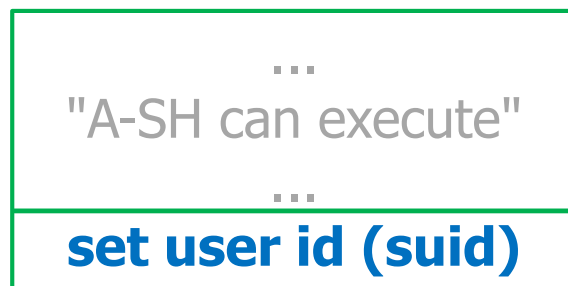 ...
"A-SH can execute"
...
set user id (suid)